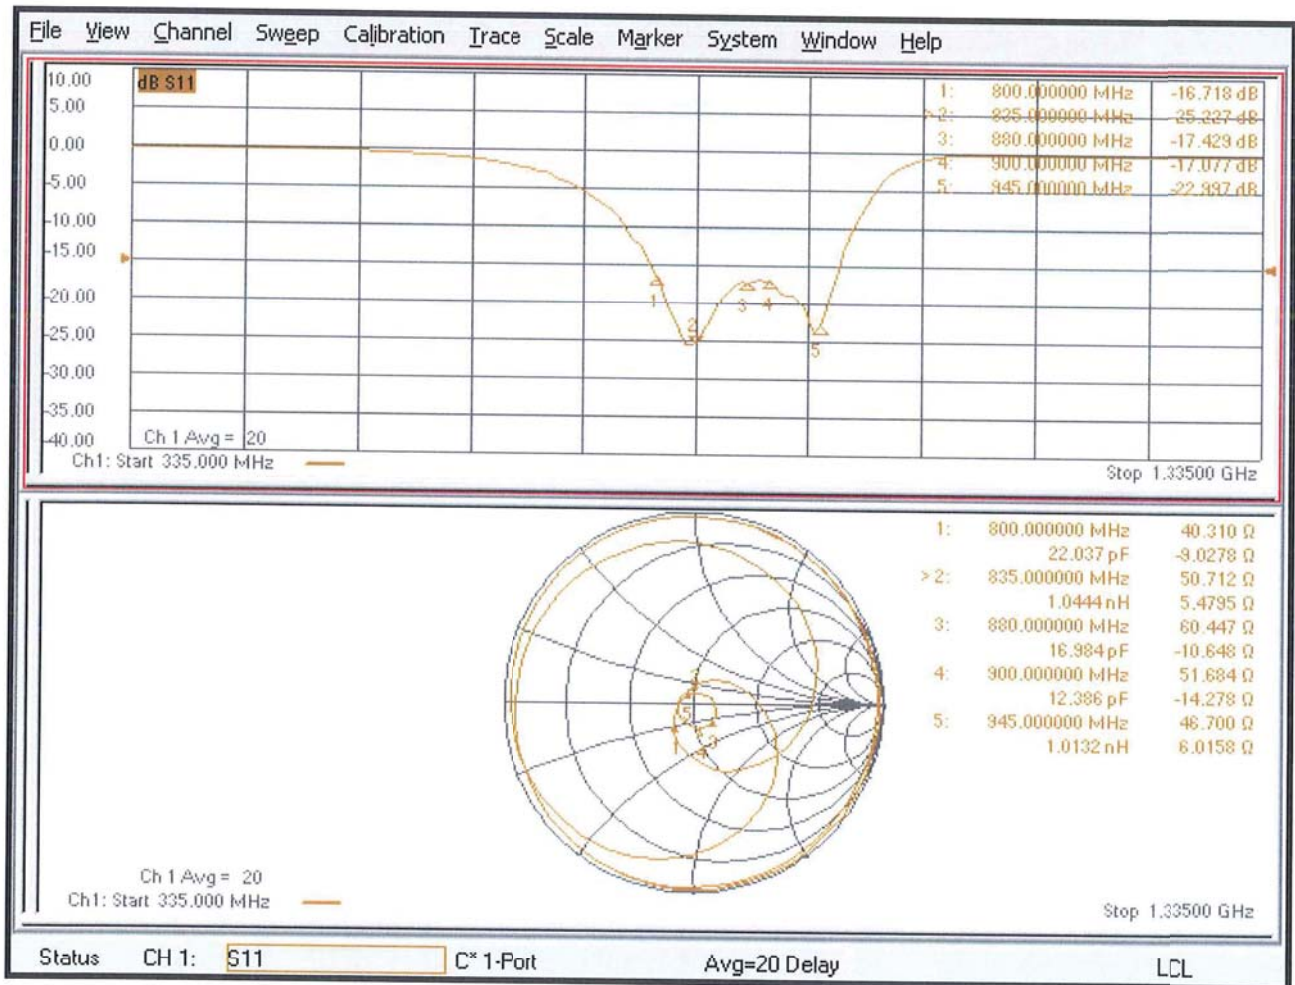 File View Channel Sweep Calibration Trace Scale Marker System Window Help
10.00
5.00
0.00
-5.00
-10.00
-15.00
-20.00
-25.00
-30.00
-35.00
-40.00
dB S11
1: 800.000000 MHz -16.718 dB
>2: 835.000000 MHz -25.227 dB
3: 880.000000 MHz -17.429 dB
4: 900.000000 MHz -17.077 dB
5: 945.000000 MHz -22.997 dB
1
2
3
4
5
Ch 1 Avg = 20
Ch1: Start 335.000 MHz
Stop 1.33500 GHz
1: 800.000000 MHz 40.310 Ω
22.037 pF -9.0278 Ω
>2: 835.000000 MHz 50.712 Ω
1.0444 nH 5.4795 Ω
3: 880.000000 MHz 60.447 Ω
16.984 pF -10.648 Ω
4: 900.000000 MHz 51.684 Ω
12.386 pF -14.278 Ω
5: 945.000000 MHz 46.700 Ω
1.0132 nH 6.0158 Ω
2
5
1
3
4
Ch 1 Avg = 20
Ch1: Start 335.000 MHz
Stop 1.33500 GHz
Status CH 1: S11 C* 1-Port Avg=20 Delay LCL